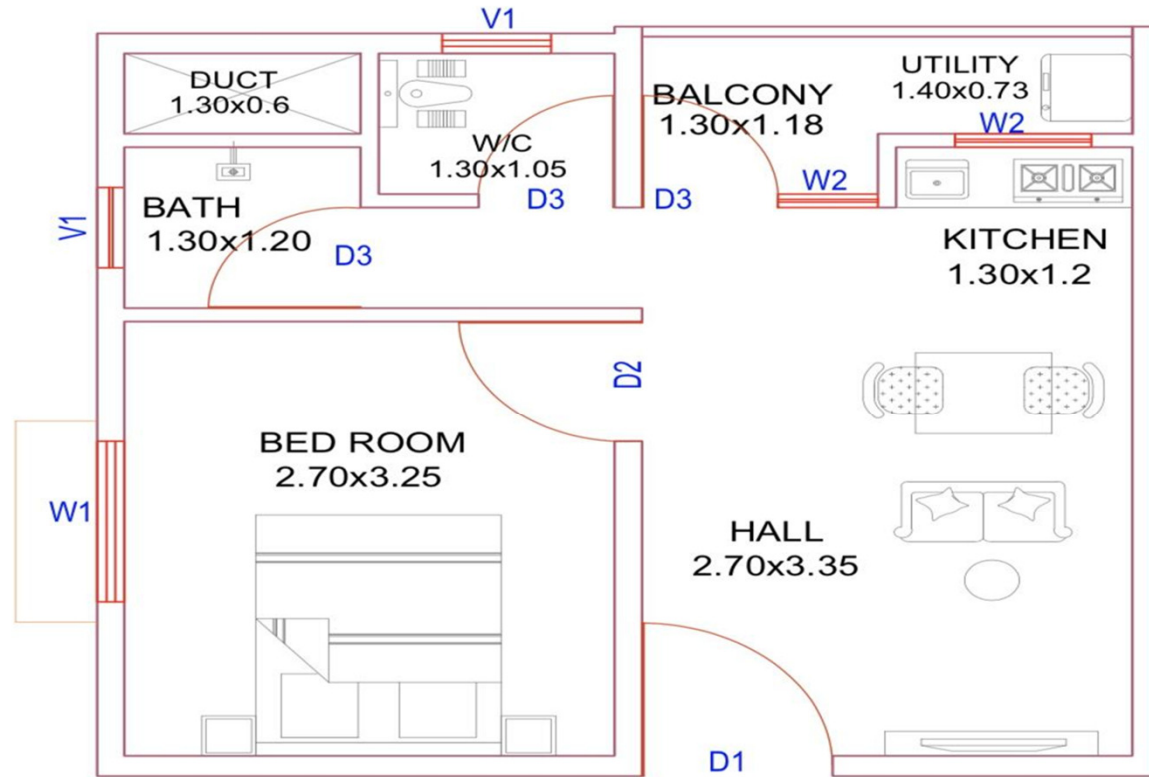 V1
DUCT
1.30x0.6
W/C
1.30x1.05
BALCONY
1.30x1.18
UTILITY
1.40x0.73
W2
W2
D3
D3
V1
BATH
1.30x1.20
D3
KITCHEN
1.30x1.2
D2
BED ROOM
2.70x3.25
W1
HALL
2.70x3.35
D1